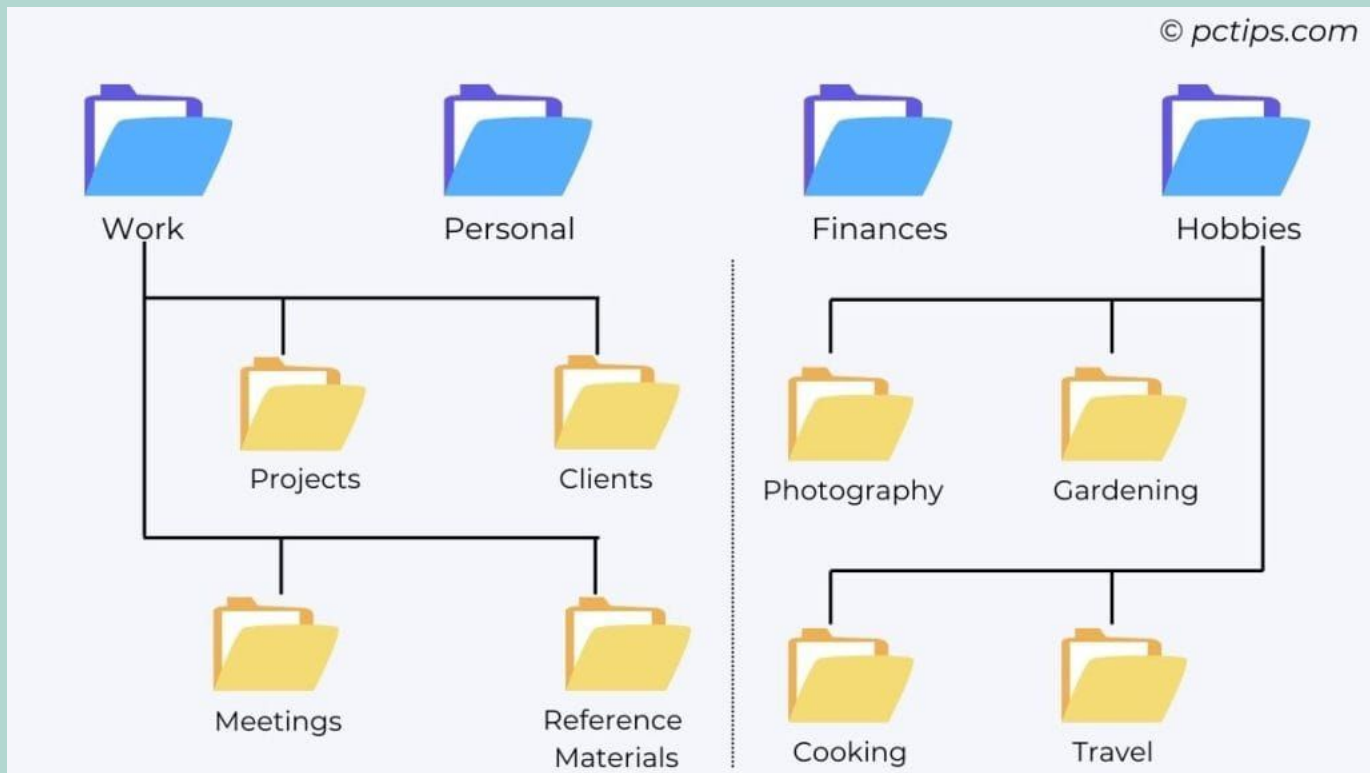 © pctips.com
Work
Personal
Finances
Hobbies
Projects
Clients
Photography
Gardening
Meetings
Reference
Materials
Cooking
Travel